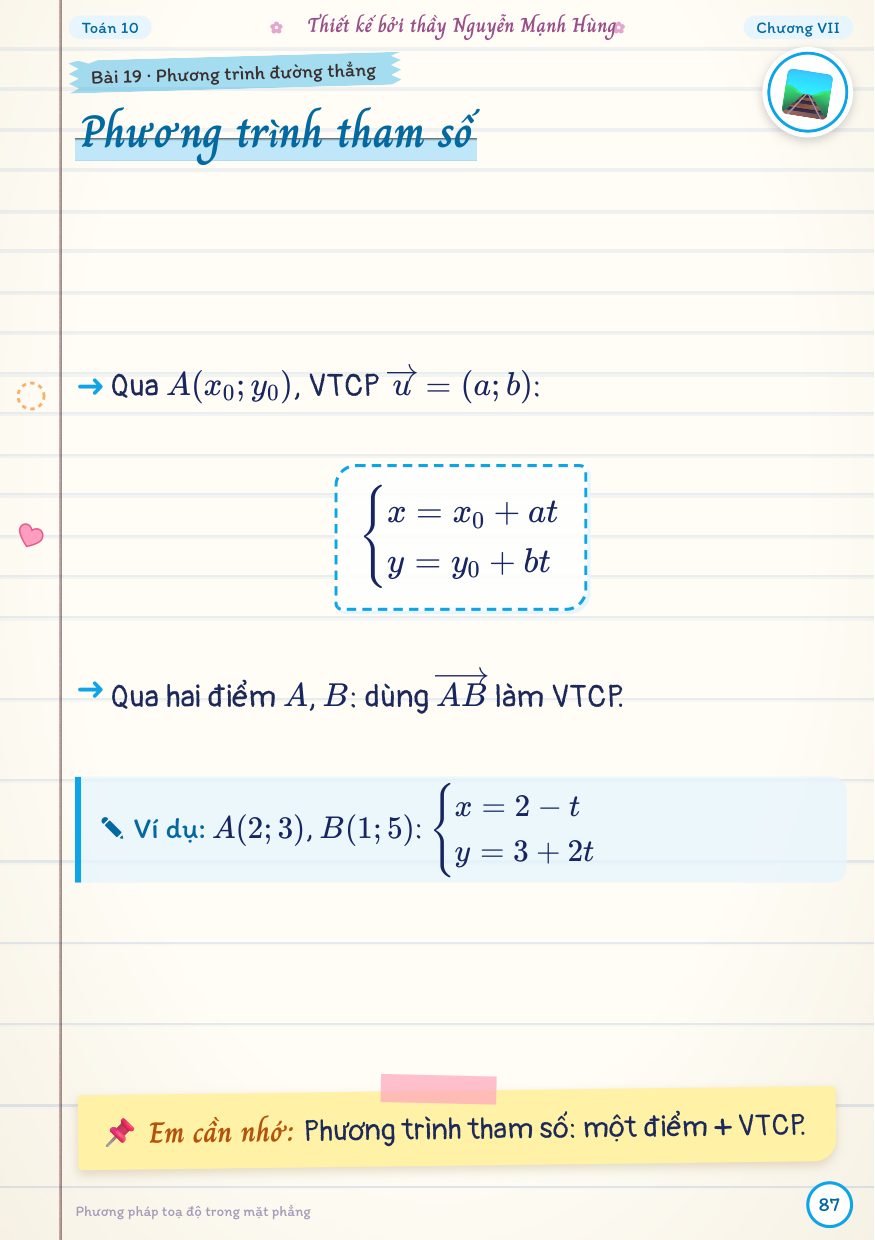 Toán 10
Thiết kế bởi thầy Nguyễn Mạnh Hùng
Chương VII
Bài 19 · Phương trình đường thẳng
Phương trình tham số
→ Qua A(x₀; y₀), VTCP u⃗ = (a; b):
{ x = x₀ + at
y = y₀ + bt
→ Qua hai điểm A, B: dùng \overrightarrow{AB} làm VTCP.
Ví dụ: A(2; 3), B(1; 5): { x = 2 − t
y = 3 + 2t
Em cần nhớ: Phương trình tham số: một điểm + VTCP.
Phương pháp toạ độ trong mặt phẳng
87